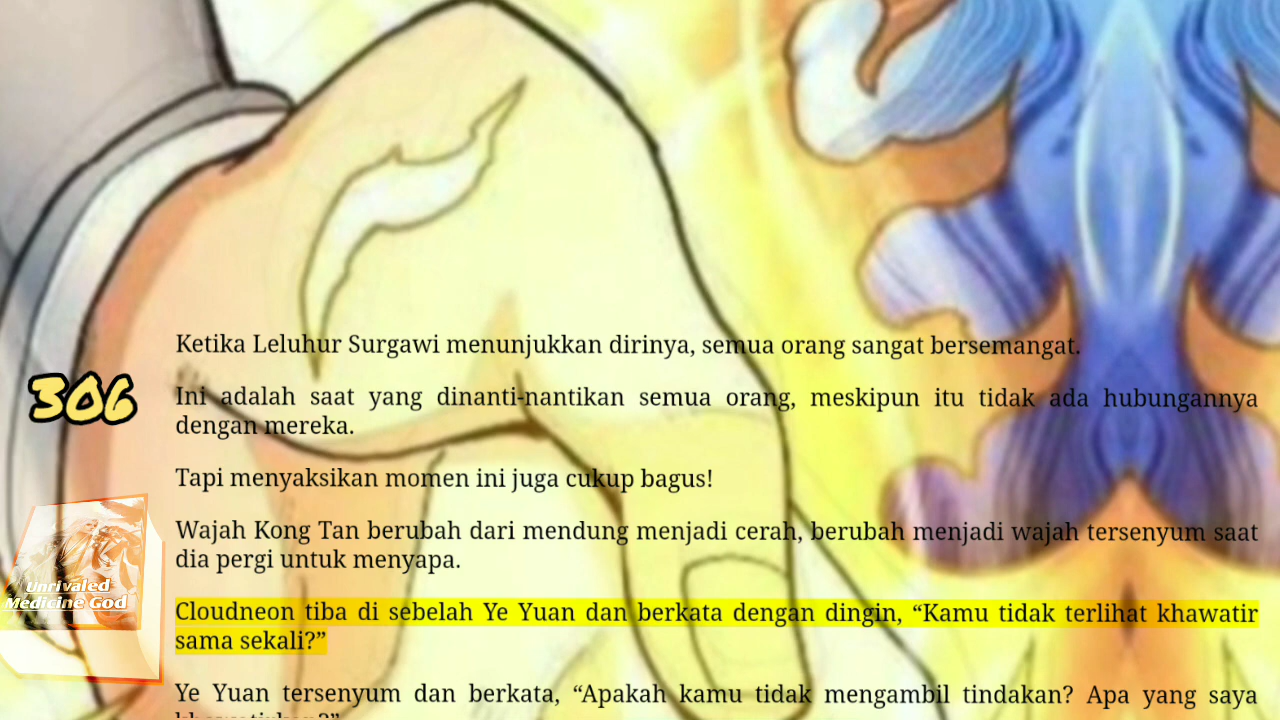 Ketika Leluhur Surgawi menunjukkan dirinya, semua orang sangat bersemangat.
Ini adalah saat yang dinanti-nantikan semua orang, meskipun itu tidak ada hubungannya
dengan mereka.
Tapi menyaksikan momen ini juga cukup bagus!
Wajah Kong Tan berubah dari mendung menjadi cerah, berubah menjadi wajah tersenyum saat
dia pergi untuk menyapa.
Cloudneon tiba di sebelah Ye Yuan dan berkata dengan dingin, “Kamu tidak terlihat khawatir
sama sekali?”
Ye Yuan tersenyum dan berkata, “Apakah kamu tidak mengambil tindakan? Apa yang saya
306
Unrivaled
Medicine God